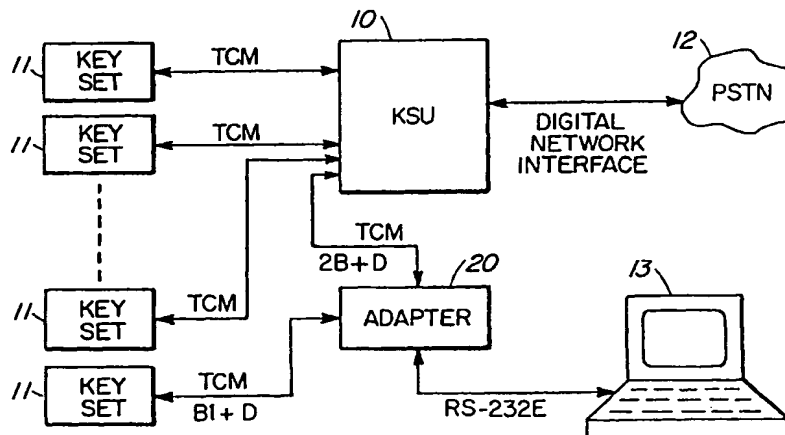 10
12
11
KEY
SET
TCM
KSU
PSTN
DIGITAL
NETWORK
INTERFACE
11
KEY
SET
TCM
TCM
2B+D
20
13
11
KEY
SET
TCM
ADAPTER
11
KEY
SET
TCM
B1+D
RS-232E